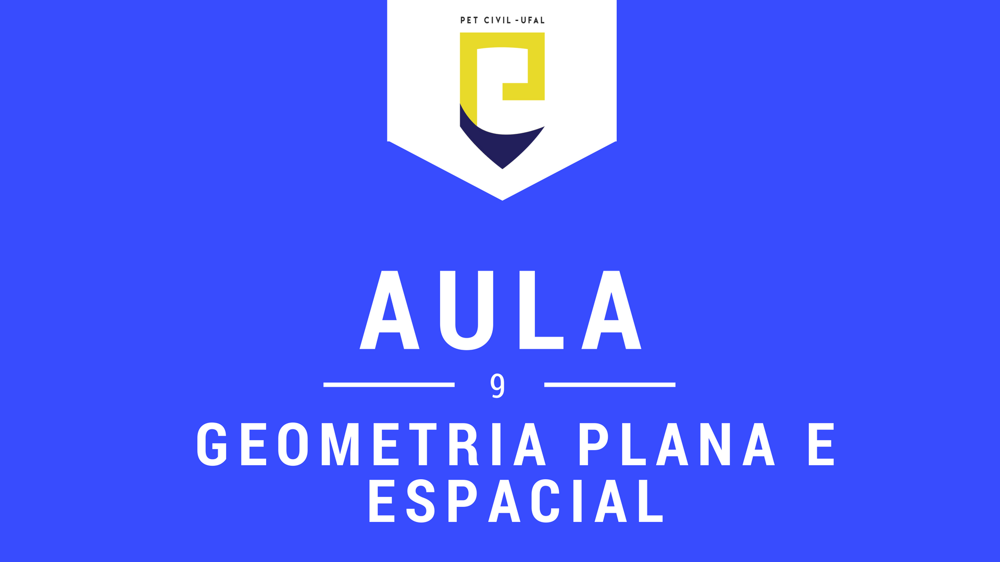 PET CIVIL -UFAL
AULA
9
GEOMETRIA PLANA E
ESPACIAL